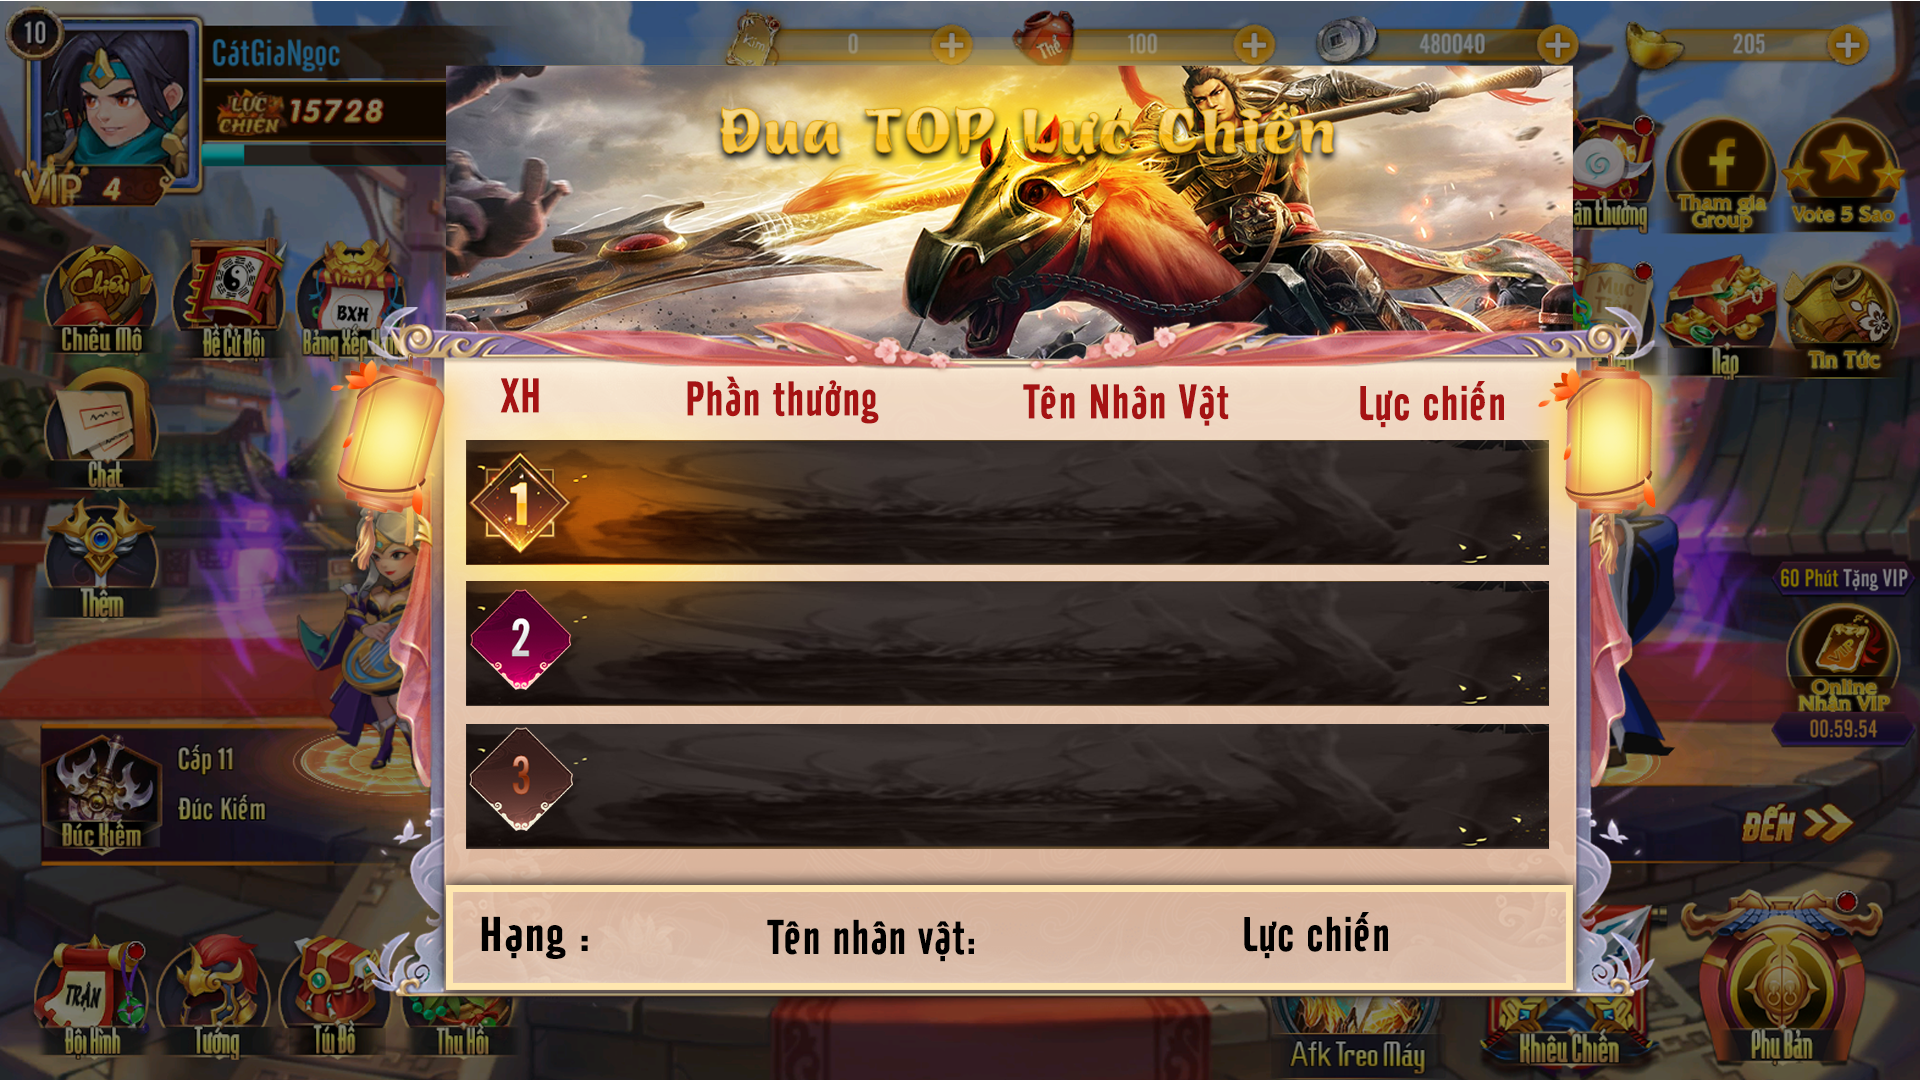 10
CátGiaNgọc
LỰC CHIẾN 15728
VIP 4
0
Thẻ 100
480040
205
Đua TOP Lực Chiến
Tham gia
Group
Vote 5 Sao
Chiêu
Chiêu Mộ
Đề Cử Đội
BXH
Nạp
Tin Tức
XH
Phần thưởng
Tên Nhân Vật
Lực chiến
Chat
1
Thêm
2
60 Phút Tặng VIP
VIP
Online
Nhận VIP
00:59:54
3
Cấp 11
Đúc Kiếm
Đúc Kiếm
ĐẾN
Hạng :
Tên nhân vật:
Lực chiến
TRẬN
Đội Hình
Tướng
Túi Đồ
Thu Hồi
Afk Treo Máy
Khiêu Chiến
Phụ Bản